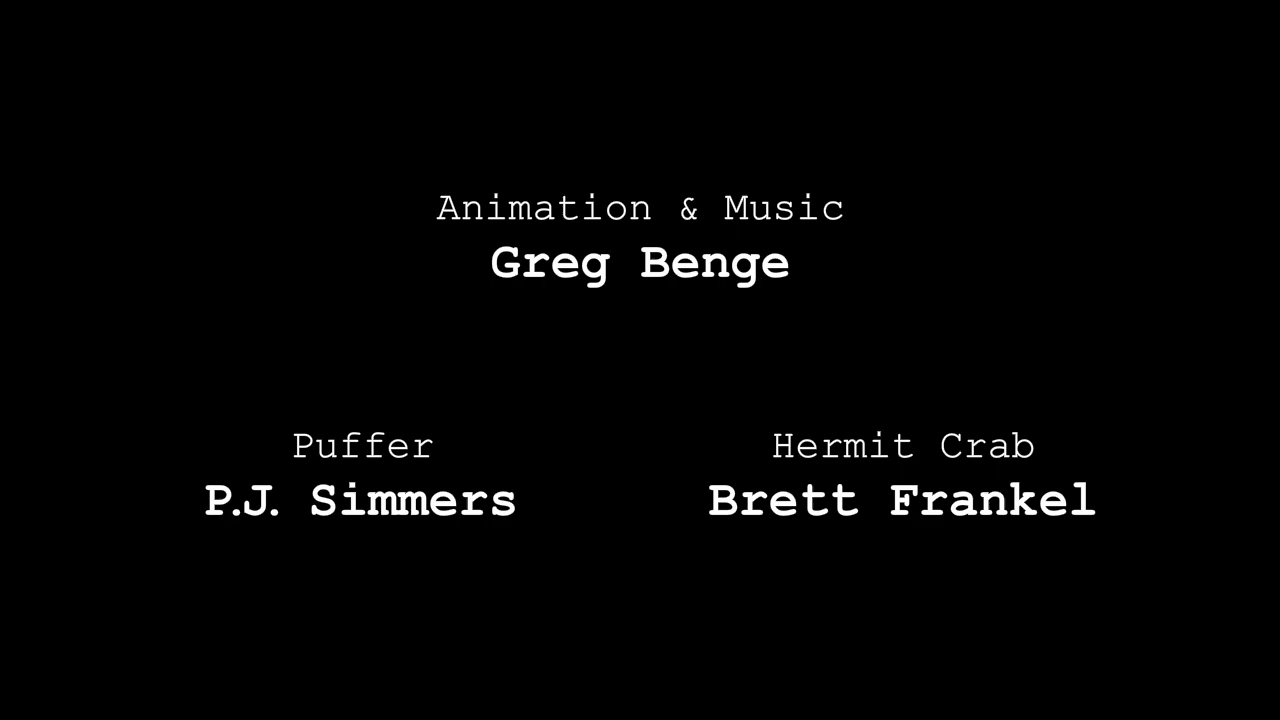 Animation & Music
Greg Benge
Puffer
P.J. Simmers
Hermit Crab
Brett Frankel